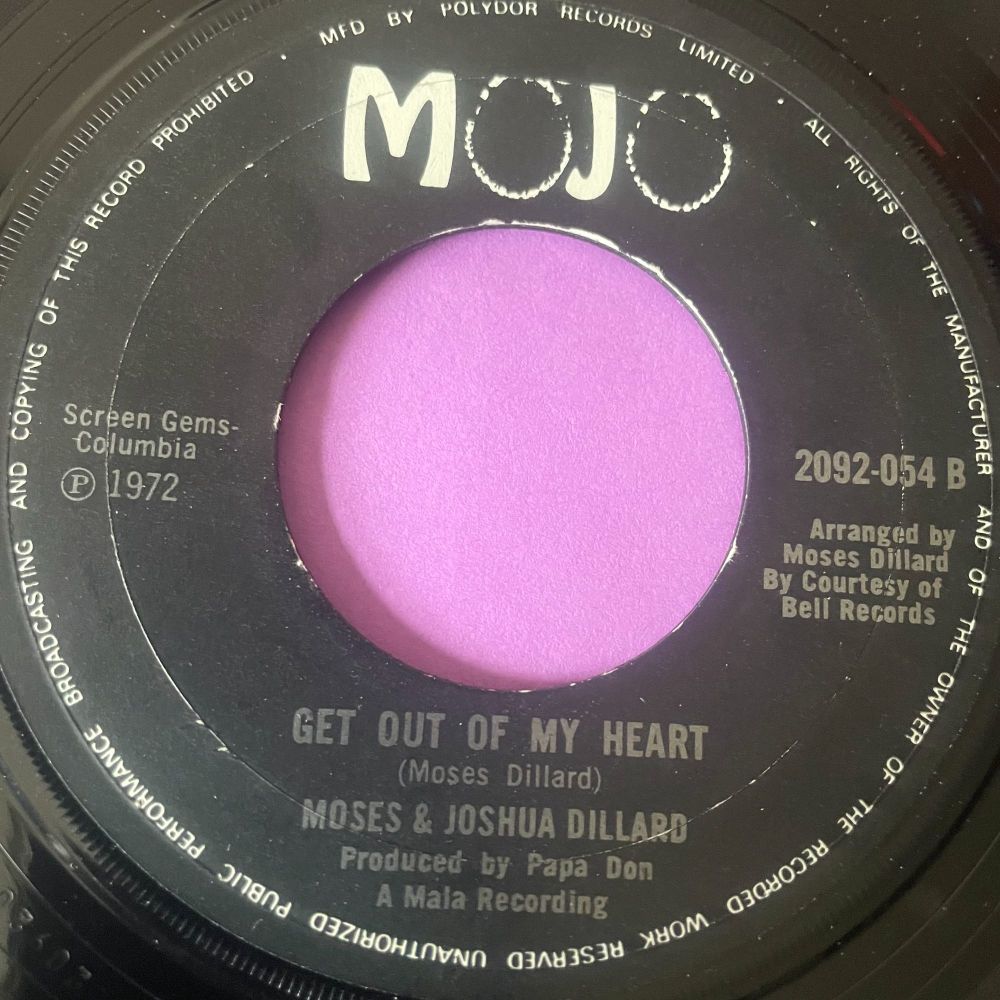 MFD BY POLYDOR RECORDS LIMITED · ALL RIGHTS OF THE MANUFACTURER AND OF THE OWNER OF THE RECORDED WORK RESERVED UNAUTHORIZED PUBLIC PERFORMANCE BROADCASTING AND COPYING OF THIS RECORD PROHIBITED ·
MOJO
Screen Gems-
Columbia
Ⓟ 1972
2092-054 B
Arranged by
Moses Dillard
By Courtesy of
Bell Records
GET OUT OF MY HEART
(Moses Dillard)
MOSES & JOSHUA DILLARD
Produced by Papa Don
A Mala Recording